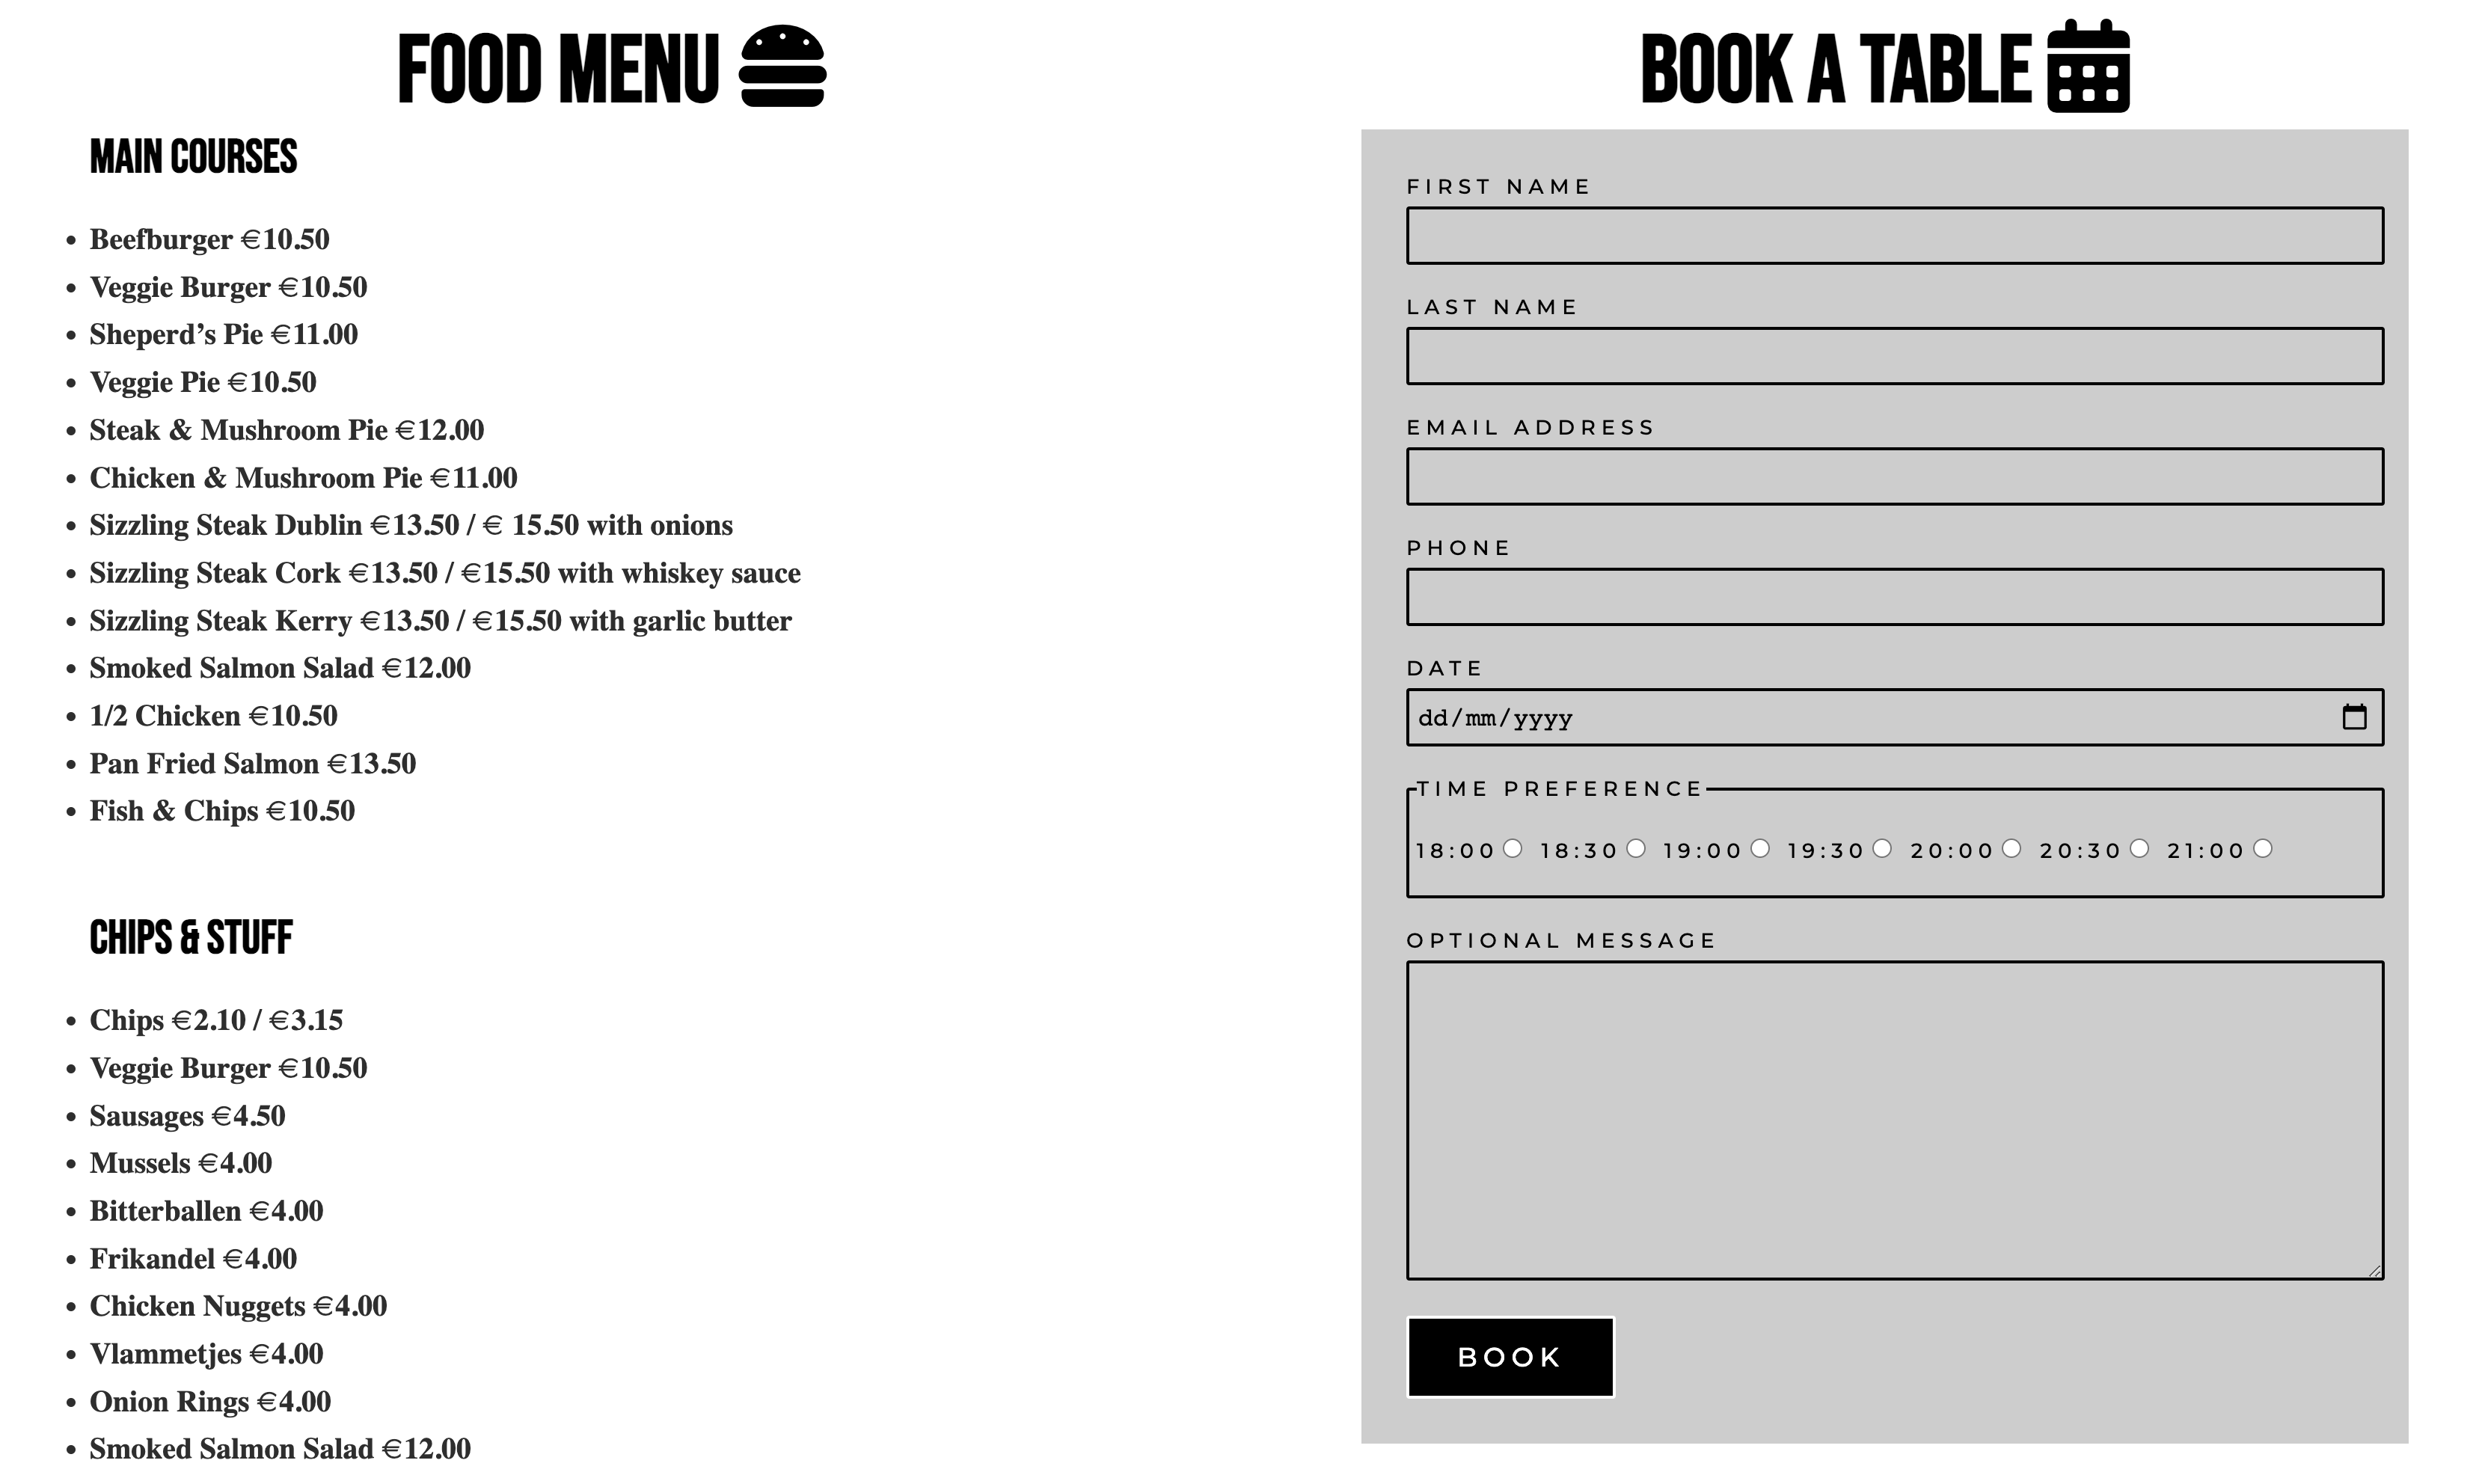 FOOD MENU
MAIN COURSES
Beefburger €10.50
Veggie Burger €10.50
Sheperd’s Pie €11.00
Veggie Pie €10.50
Steak & Mushroom Pie €12.00
Chicken & Mushroom Pie €11.00
Sizzling Steak Dublin €13.50 / € 15.50 with onions
Sizzling Steak Cork €13.50 / €15.50 with whiskey sauce
Sizzling Steak Kerry €13.50 / €15.50 with garlic butter
Smoked Salmon Salad €12.00
1/2 Chicken €10.50
Pan Fried Salmon €13.50
Fish & Chips €10.50
CHIPS & STUFF
Chips €2.10 / €3.15
Veggie Burger €10.50
Sausages €4.50
Mussels €4.00
Bitterballen €4.00
Frikandel €4.00
Chicken Nuggets €4.00
Vlammetjes €4.00
Onion Rings €4.00
Smoked Salmon Salad €12.00
BOOK A TABLE
FIRST NAME
LAST NAME
EMAIL ADDRESS
PHONE
DATE
dd/mm/yyyy
TIME PREFERENCE
18:00 18:30 19:00 19:30 20:00 20:30 21:00
OPTIONAL MESSAGE
BOOK